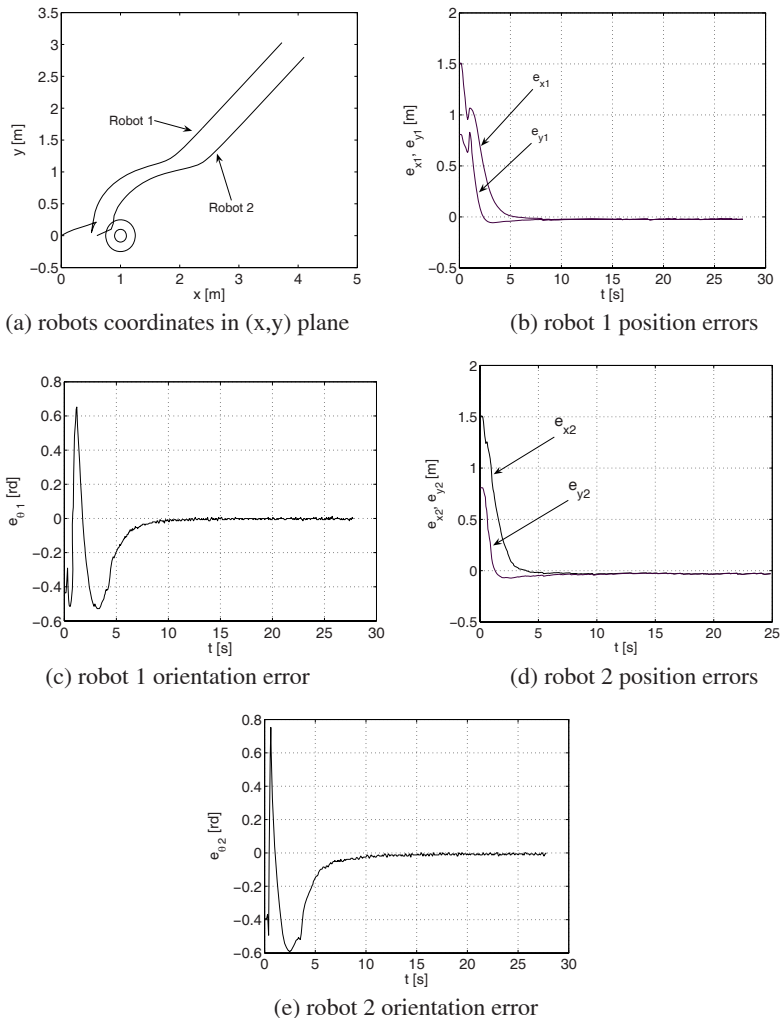 3.5
3
2.5
2
1.5
1
0.5
0
−0.5
y [m]
Robot 1
Robot 2
0 1 2 3 4 5
x [m]
(a) robots coordinates in (x,y) plane
2
1.5
1
0.5
0
−0.5
e_x1, e_y1 [m]
e_x1
e_y1
0 5 10 15 20 25 30
t [s]
(b) robot 1 position errors
0.8
0.6
0.4
0.2
0
−0.2
−0.4
−0.6
e_θ 1 [rd]
0 5 10 15 20 25 30
t [s]
(c) robot 1 orientation error
2
1.5
1
0.5
0
−0.5
e_x2, e_y2 [m]
e_x2
e_y2
0 5 10 15 20 25
t [s]
(d) robot 2 position errors
0.8
0.6
0.4
0.2
0
−0.2
−0.4
−0.6
e_θ 2 [rd]
0 5 10 15 20 25 30
t [s]
(e) robot 2 orientation error